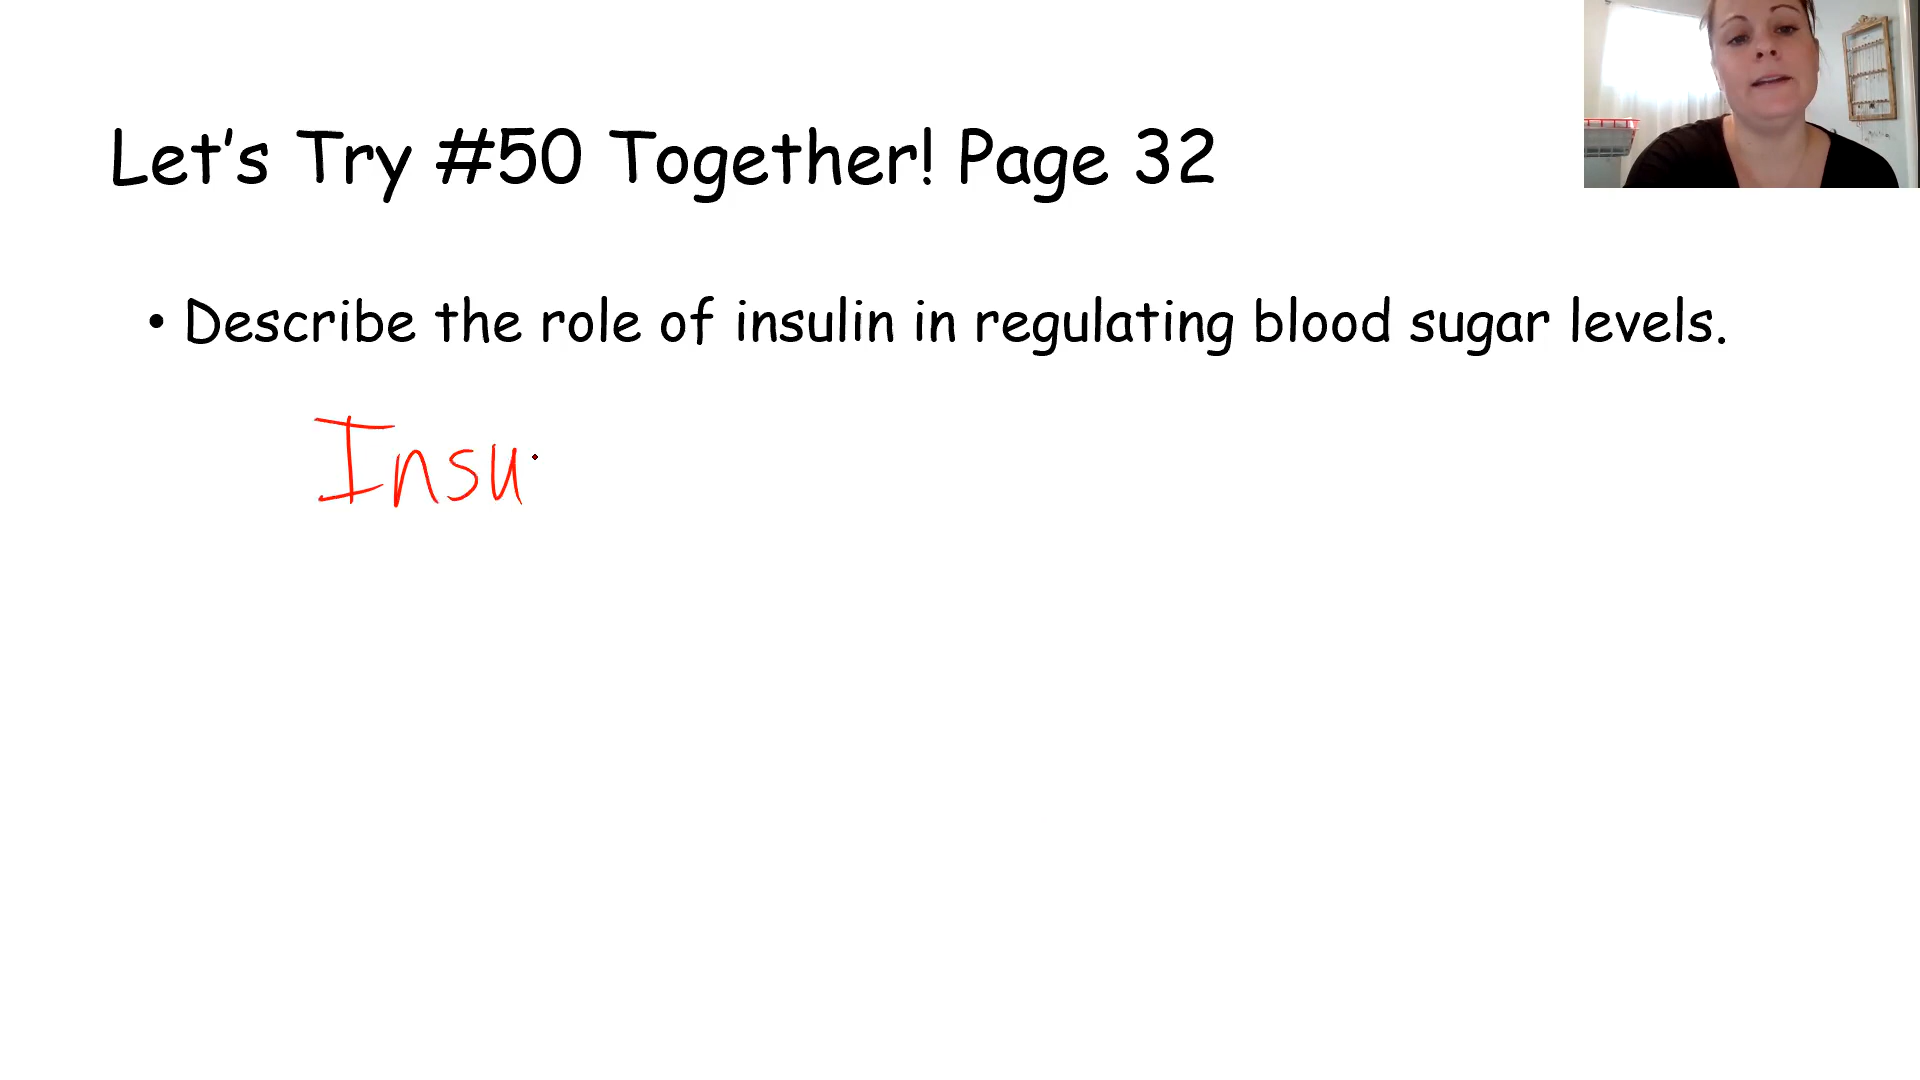 Let's Try #50 Together! Page 32
• Describe the role of insulin in regulating blood sugar levels.
Insu